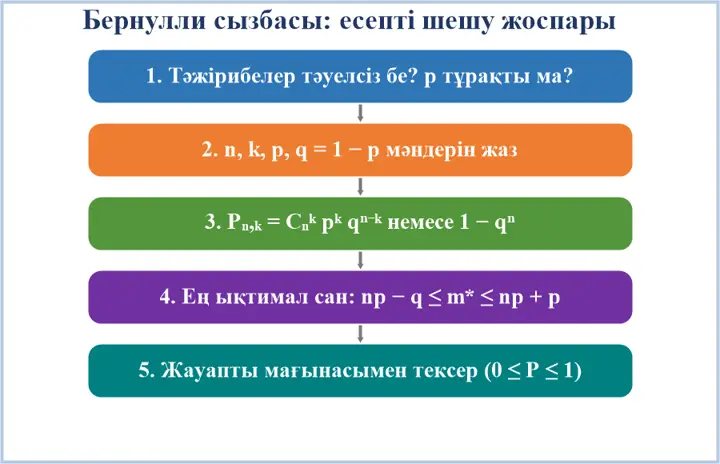 Бернулли сызбасы: есепті шешу жоспары
1. Тәжірибелер тәуелсіз бе? p тұрақты ма?
2. n, k, p, q = 1 − p мәндерін жаз
3. Pₙ,ₖ = Cₙᵏ pᵏ qⁿ⁻ᵏ немесе 1 − qⁿ
4. Ең ықтимал сан: np − q ≤ m* ≤ np + p
5. Жауапты мағынасымен тексер (0 ≤ P ≤ 1)